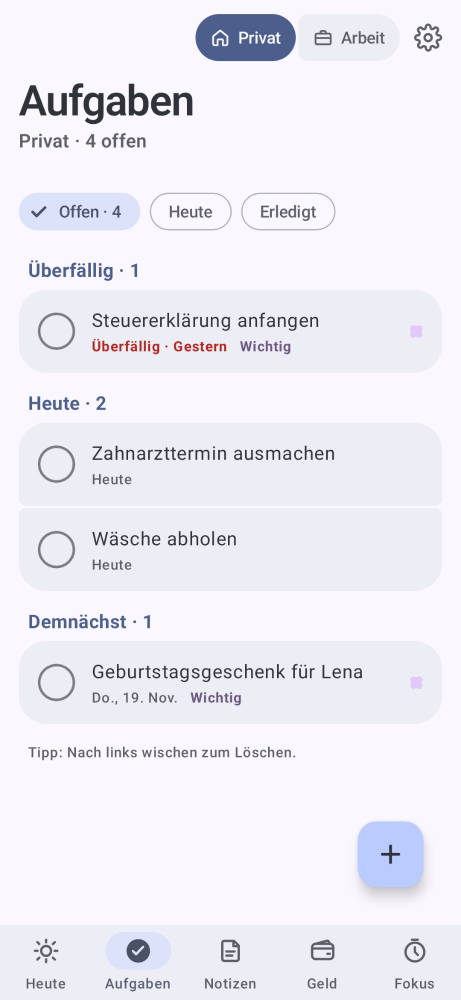 Privat
Arbeit
Aufgaben
Privat · 4 offen
Offen · 4
Heute
Erledigt
Überfällig · 1
Steuererklärung anfangen
Überfällig · Gestern Wichtig
Heute · 2
Zahnarzttermin ausmachen
Heute
Wäsche abholen
Heute
Demnächst · 1
Geburtstagsgeschenk für Lena
Do., 19. Nov. Wichtig
Tipp: Nach links wischen zum Löschen.
Heute
Aufgaben
Notizen
Geld
Fokus